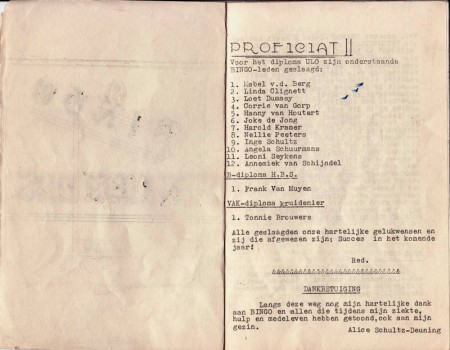 PROFICIAT !!
Voor het diploma ULO zijn onderstaande
BINGO-leden geslaagd:
1. Mabel v.d. Berg
2. Linda Clignett
3. Loet Dumasy
4. Corrie van Gorp
5. Hanny van Houtart
6. Joke de Jong
7. Harold Kramer
8. Nellie Peeters
9. Inge Schultz
10. Angela Schuurmans
11. Leoni Seykens
12. Annemiek van Schijndel
B-diploma H.B.S.
1. Frank Van Muyen
VAK-diploma kruidenier
1. Tonnie Brouwers
Alle geslaagden onze hartelijke gelukwensen en
zij die afgewezen zijn; Succes in het komende
jaar!
Red.
DANKBETUIGING
Langs deze weg nog mijn hartelijke dank
aan BINGO en allen die tijdens mijn ziekte,
hulp en medeleven hebben getoond, ook aan mijn
gezin.
Alice Schultz-Deuning